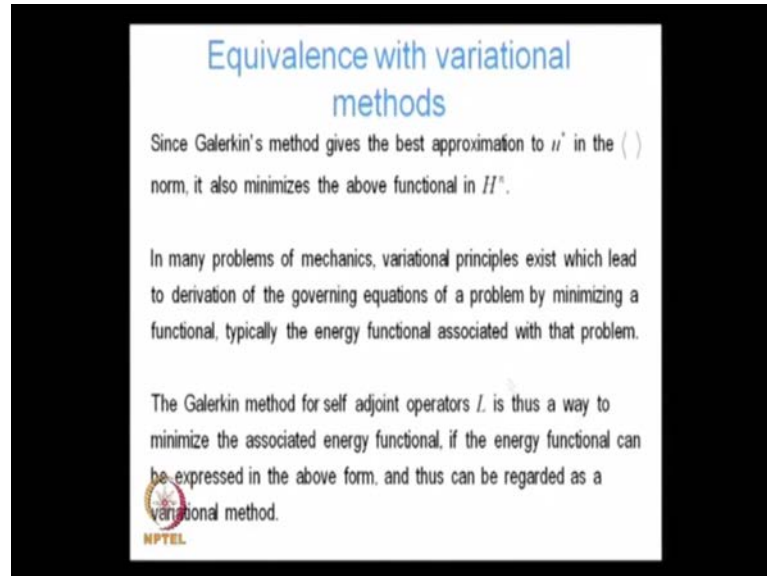 Equivalence with variational
methods
Since Galerkin's method gives the best approximation to u* in the ⟨ ⟩
norm, it also minimizes the above functional in Hⁿ.
In many problems of mechanics, variational principles exist which lead
to derivation of the governing equations of a problem by minimizing a
functional, typically the energy functional associated with that problem.
The Galerkin method for self adjoint operators L is thus a way to
minimize the associated energy functional, if the energy functional can
be expressed in the above form, and thus can be regarded as a
variational method.
NPTEL